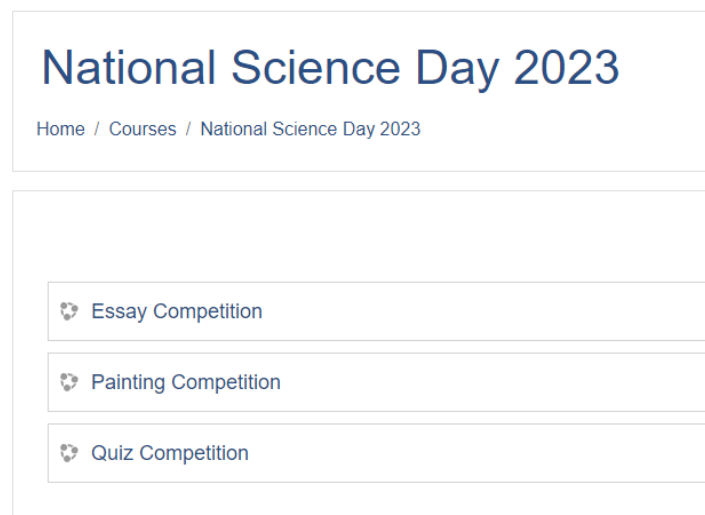 National Science Day 2023
Home / Courses / National Science Day 2023
Essay Competition
Painting Competition
Quiz Competition